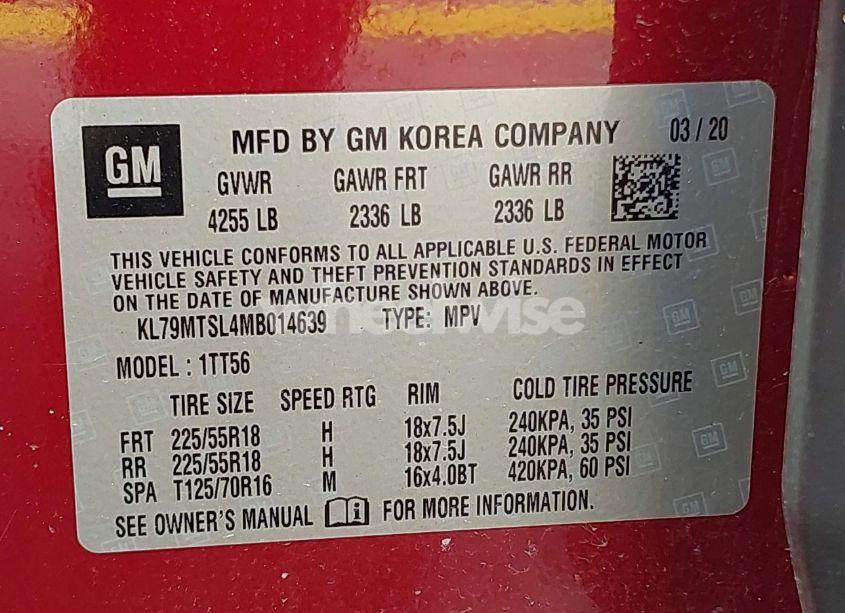 GM
MFD BY GM KOREA COMPANY 03 / 20
GVWR GAWR FRT GAWR RR
4255 LB 2336 LB 2336 LB
THIS VEHICLE CONFORMS TO ALL APPLICABLE U.S. FEDERAL MOTOR
VEHICLE SAFETY AND THEFT PREVENTION STANDARDS IN EFFECT
ON THE DATE OF MANUFACTURE SHOWN ABOVE.
KL79MTSL4MB014639 TYPE: MPV
MODEL : 1TT56
TIRE SIZE SPEED RTG RIM COLD TIRE PRESSURE
FRT 225/55R18 H 18x7.5J 240KPA, 35 PSI
RR 225/55R18 H 18x7.5J 240KPA, 35 PSI
SPA T125/70R16 M 16x4.0BT 420KPA, 60 PSI
SEE OWNER'S MANUAL FOR MORE INFORMATION.